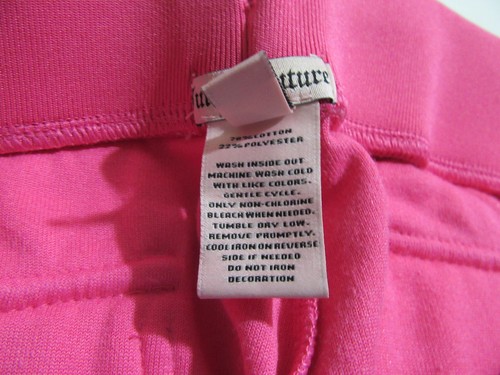 uture
78%COTTON
22% POLYESTER
WASH INSIDE OUT
MACHINE WASH COLD
WITH LIKE COLORS.
GENTLE CYCLE.
ONLY NON-CHLORINE
BLEACH WHEN NEEDED.
TUMBLE DRY LOW.
REMOVE PROMPTLY.
COOL IRON ON REVERSE
SIDE IF NEEDED
DO NOT IRON
DECORATION